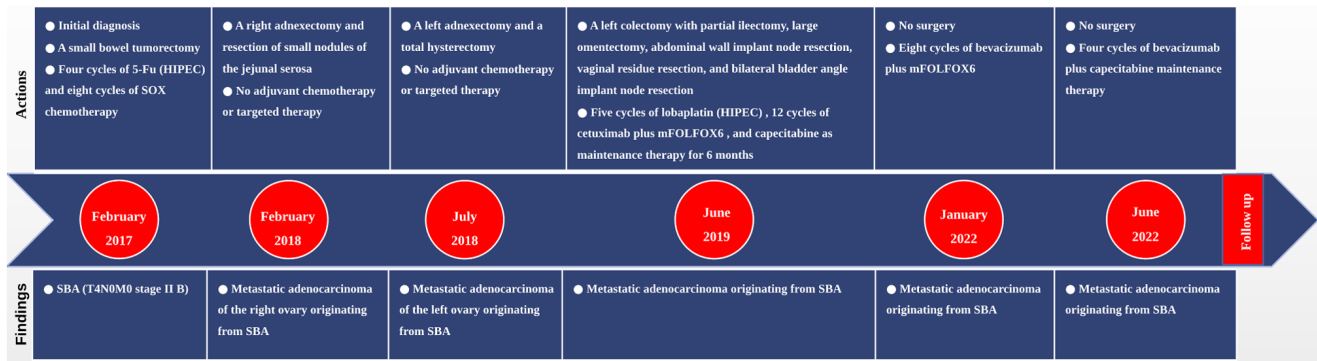 Actions
● Initial diagnosis
● A small bowel tumorectomy
● Four cycles of 5-Fu (HIPEC)
and eight cycles of SOX
chemotherapy
● A right adnexectomy and
resection of small nodules of
the jejunal serosa
● No adjuvant chemotherapy
or targeted therapy
● A left adnexectomy and a
total hysterectomy
● No adjuvant chemotherapy
or targeted therapy
● A left colectomy with partial ileectomy, large
omentectomy, abdominal wall implant node resection,
vaginal residue resection, and bilateral bladder angle
implant node resection
● Five cycles of lobaplatin (HIPEC) , 12 cycles of
cetuximab plus mFOLFOX6 , and capecitabine as
maintenance therapy for 6 months
● No surgery
● Eight cycles of bevacizumab
plus mFOLFOX6
● No surgery
● Four cycles of bevacizumab
plus capecitabine maintenance
therapy
February
2017
February
2018
July
2018
June
2019
January
2022
June
2022
Follow up
Findings
● SBA (T4N0M0 stage II B)
● Metastatic adenocarcinoma
of the right ovary originating
from SBA
● Metastatic adenocarcinoma
of the left ovary originating
from SBA
● Metastatic adenocarcinoma originating from SBA
● Metastatic adenocarcinoma
originating from SBA
● Metastatic adenocarcinoma
originating from SBA